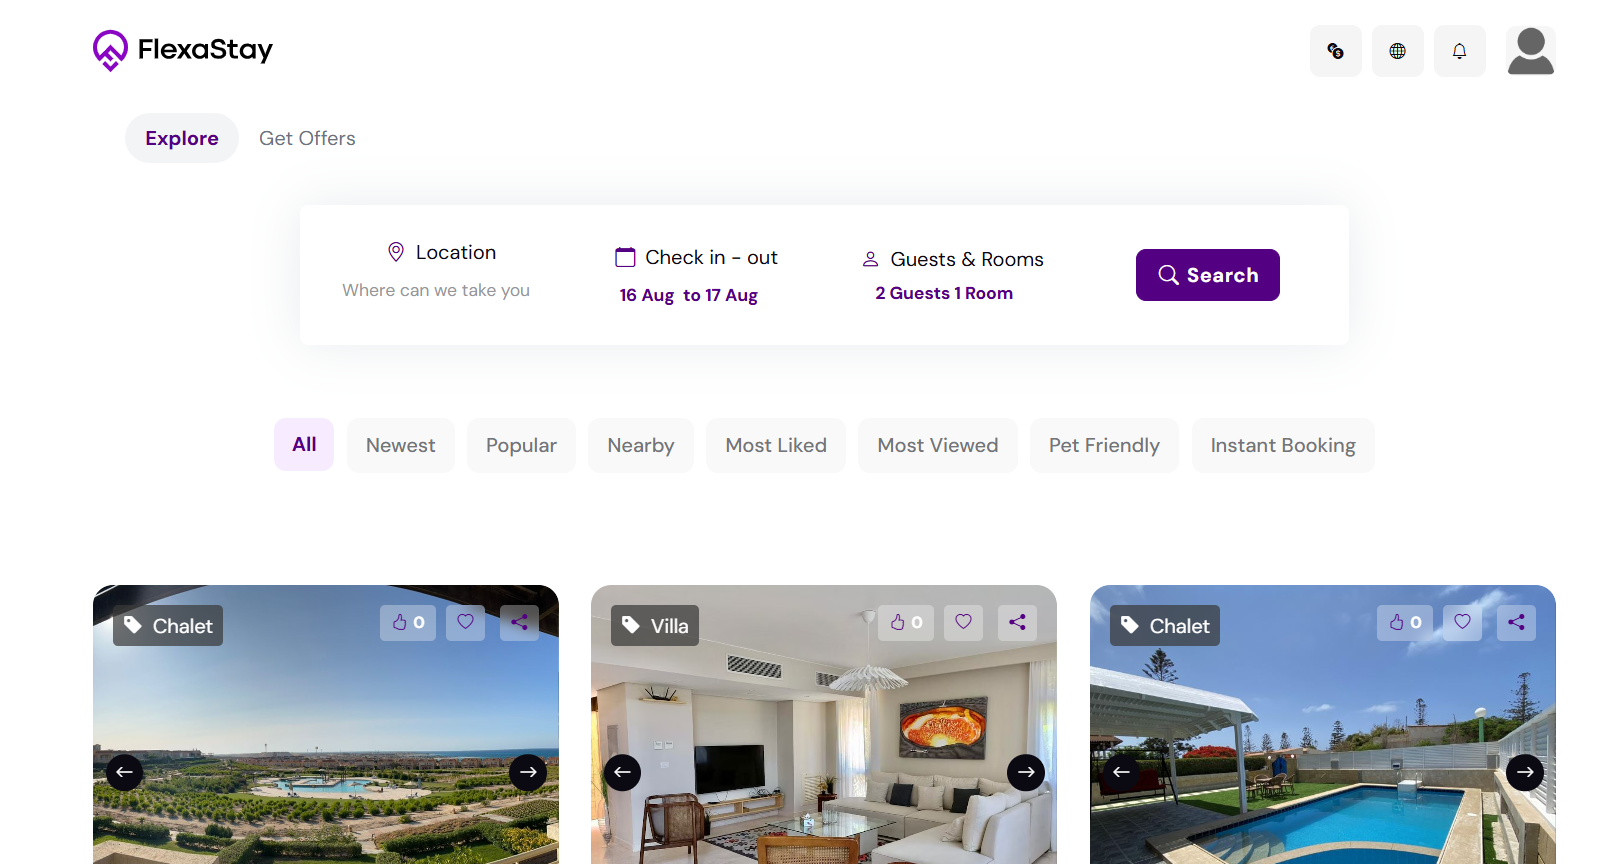 FlexaStay
Explore
Get Offers
Location
Where can we take you
Check in - out
16 Aug to 17 Aug
Guests & Rooms
2 Guests 1 Room
Search
All
Newest
Popular
Nearby
Most Liked
Most Viewed
Pet Friendly
Instant Booking
Chalet
0
Villa
0
Chalet
0